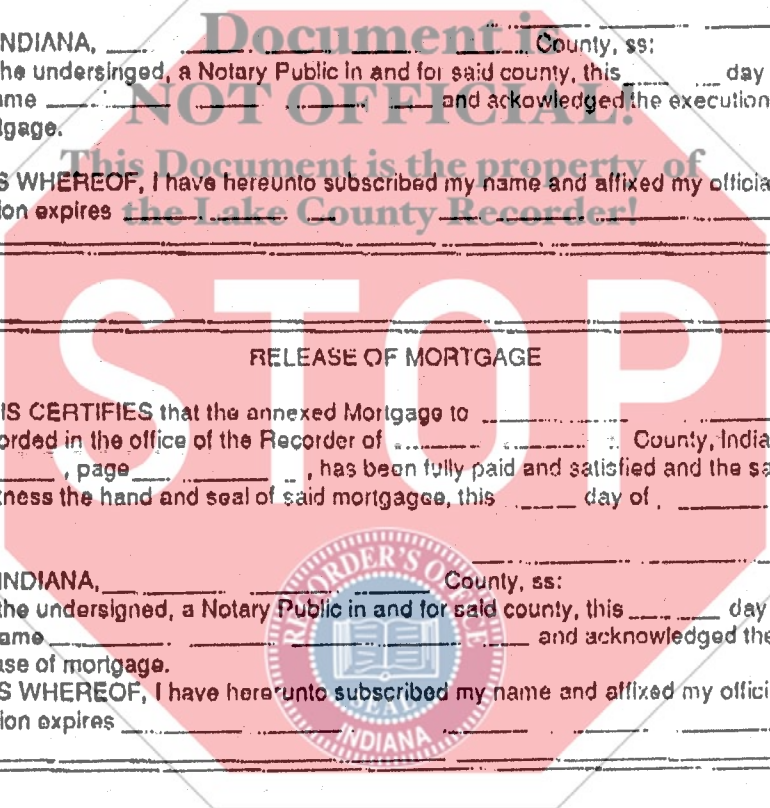 Document is
INDIANA, County, ss:
he undersinged, a Notary Public in and for said county, this day
ame and ackowledged the execution
NOT OFFICIAL!
gage.
This Document is the property of
S WHEREOF, I have hereunto subscribed my name and affixed my officia
ion expires
the Lake County Recorder!
STOP
RELEASE OF MORTGAGE
IS CERTIFIES that the annexed Mortgage to
orded in the office of the Recorder of County, India
, page , has been fully paid and satisfied and the sa
ness the hand and seal of said mortgagee, this day of
INDIANA, County, ss:
the undersigned, a Notary Public in and for said county, this day
ame and acknowledged the
ase of mortgage.
S WHEREOF, I have hereunto subscribed my name and affixed my offici
ion expires
RECORDER'S OFFICE
SEAL
INDIANA